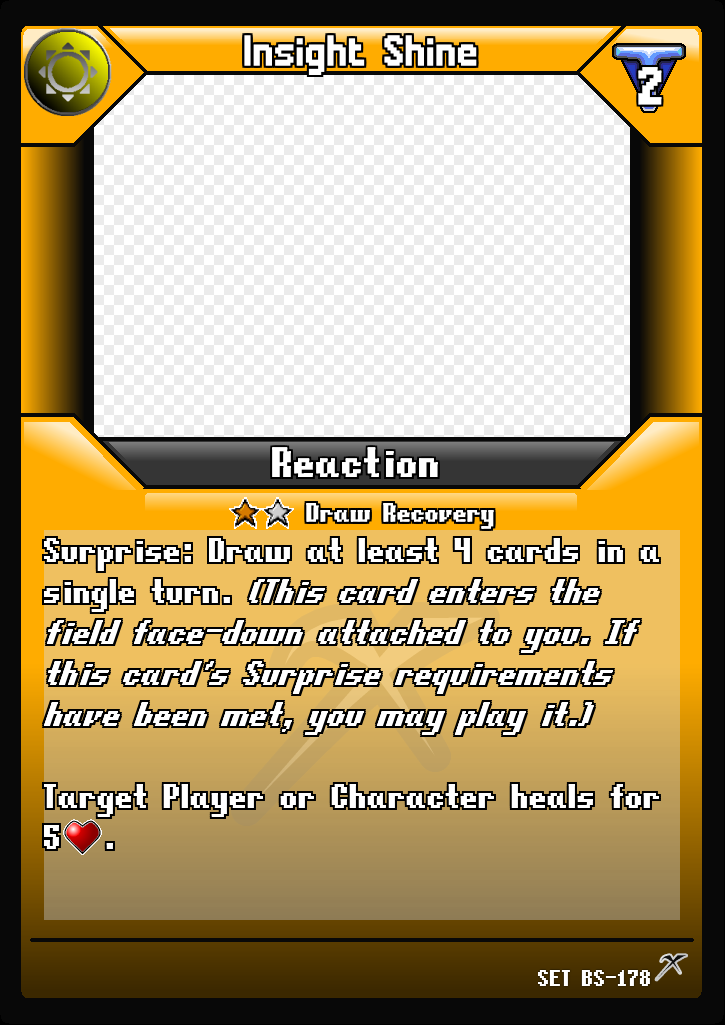 Insight Shine
2
Reaction
Draw Recovery
Surprise: Draw at least 4 cards in a
single turn. (This card enters the
field face-down attached to you. If
this card's Surprise requirements
have been met, you may play it.)
Target Player or Character heals for
5❤.
SET BS-178